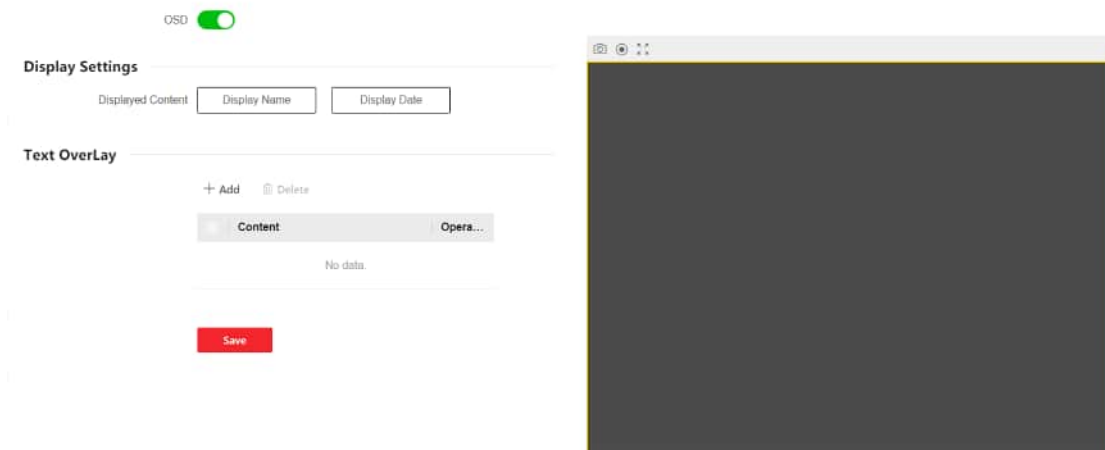 OSD
Display Settings
Displayed Content Display Name Display Date
Text OverLay
+ Add Delete
Content Opera...
No data.
Save